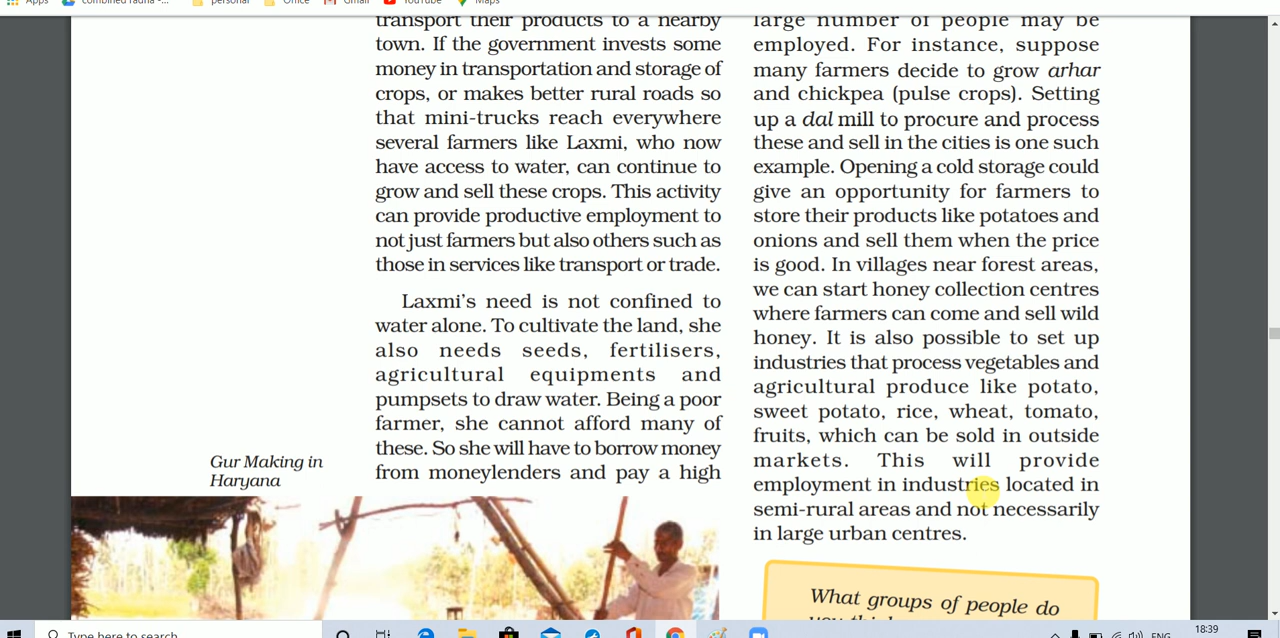 Apps
combined fauna -...
personal
Office
Gmail
YouTube
Maps
transport their products to a nearby
town. If the government invests some
money in transportation and storage of
crops, or makes better rural roads so
that mini-trucks reach everywhere
several farmers like Laxmi, who now
have access to water, can continue to
grow and sell these crops. This activity
can provide productive employment to
not just farmers but also others such as
those in services like transport or trade.
Laxmi's need is not confined to
water alone. To cultivate the land, she
also needs seeds, fertilisers,
agricultural equipments and
pumpsets to draw water. Being a poor
farmer, she cannot afford many of
these. So she will have to borrow money
from moneylenders and pay a high
Gur Making in
Haryana
large number of people may be
employed. For instance, suppose
many farmers decide to grow arhar
and chickpea (pulse crops). Setting
up a dal mill to procure and process
these and sell in the cities is one such
example. Opening a cold storage could
give an opportunity for farmers to
store their products like potatoes and
onions and sell them when the price
is good. In villages near forest areas,
we can start honey collection centres
where farmers can come and sell wild
honey. It is also possible to set up
industries that process vegetables and
agricultural produce like potato,
sweet potato, rice, wheat, tomato,
fruits, which can be sold in outside
markets. This will provide
employment in industries located in
semi-rural areas and not necessarily
in large urban centres.
What groups of people do
you think
Type here to search
ENG
18:39